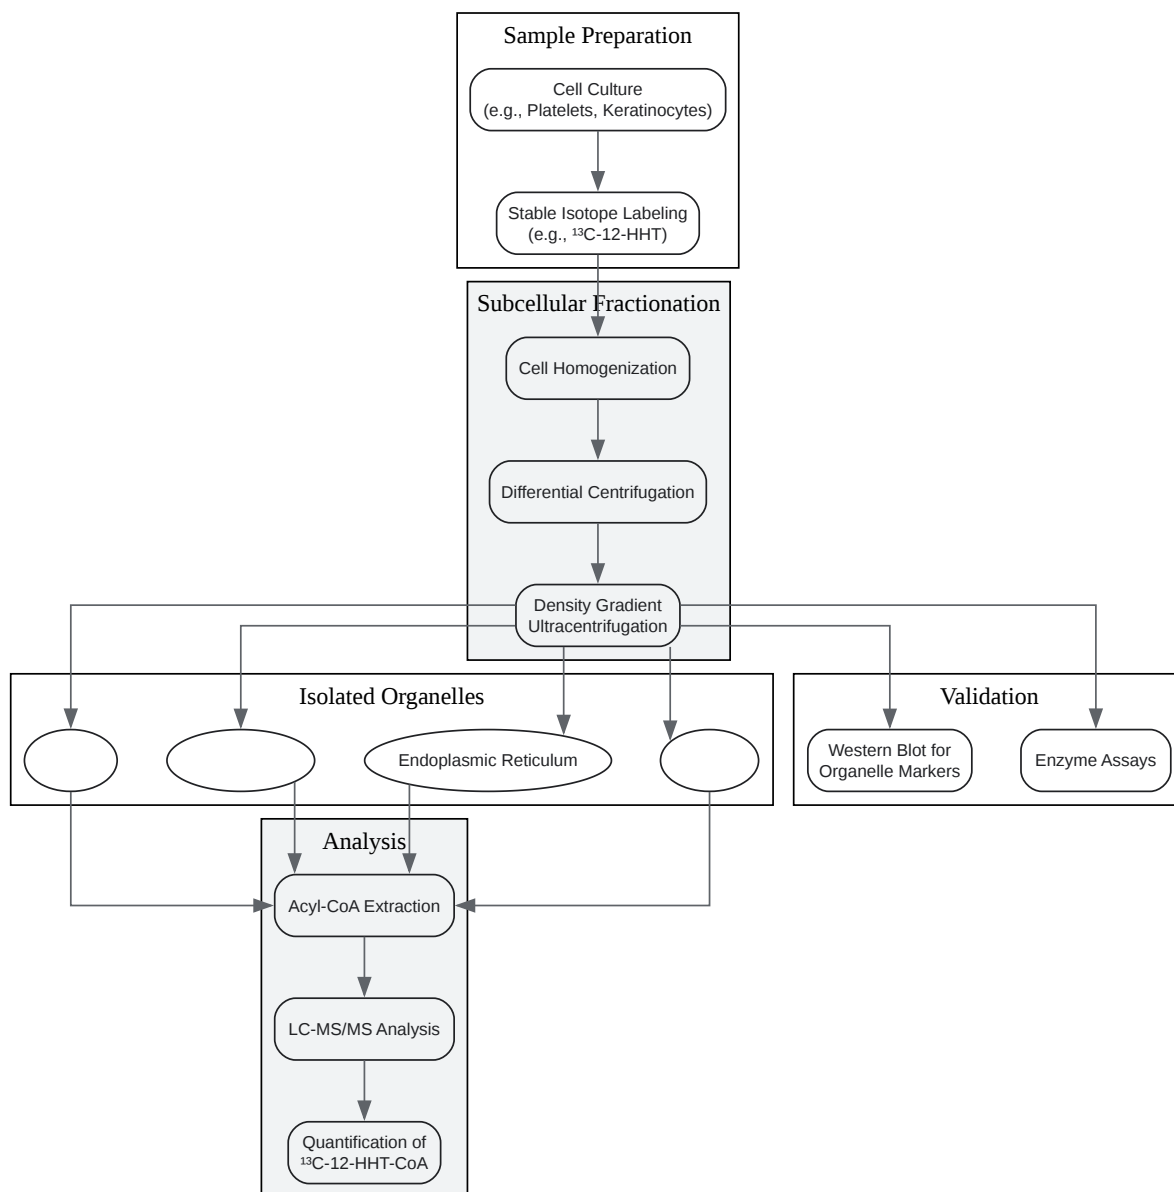 Sample Preparation
Cell Culture
(e.g., Platelets, Keratinocytes)
Stable Isotope Labeling
(e.g., ¹³C-12-HHT)
Subcellular Fractionation
Cell Homogenization
Differential Centrifugation
Density Gradient
Ultracentrifugation
Isolated Organelles
Endoplasmic Reticulum
Validation
Western Blot for
Organelle Markers
Enzyme Assays
Analysis
Acyl-CoA Extraction
LC-MS/MS Analysis
Quantification of
¹³C-12-HHT-CoA